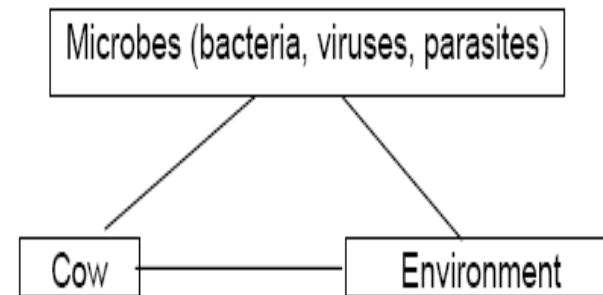 Microbes (bacteria, viruses, parasites)
Cow
Environment